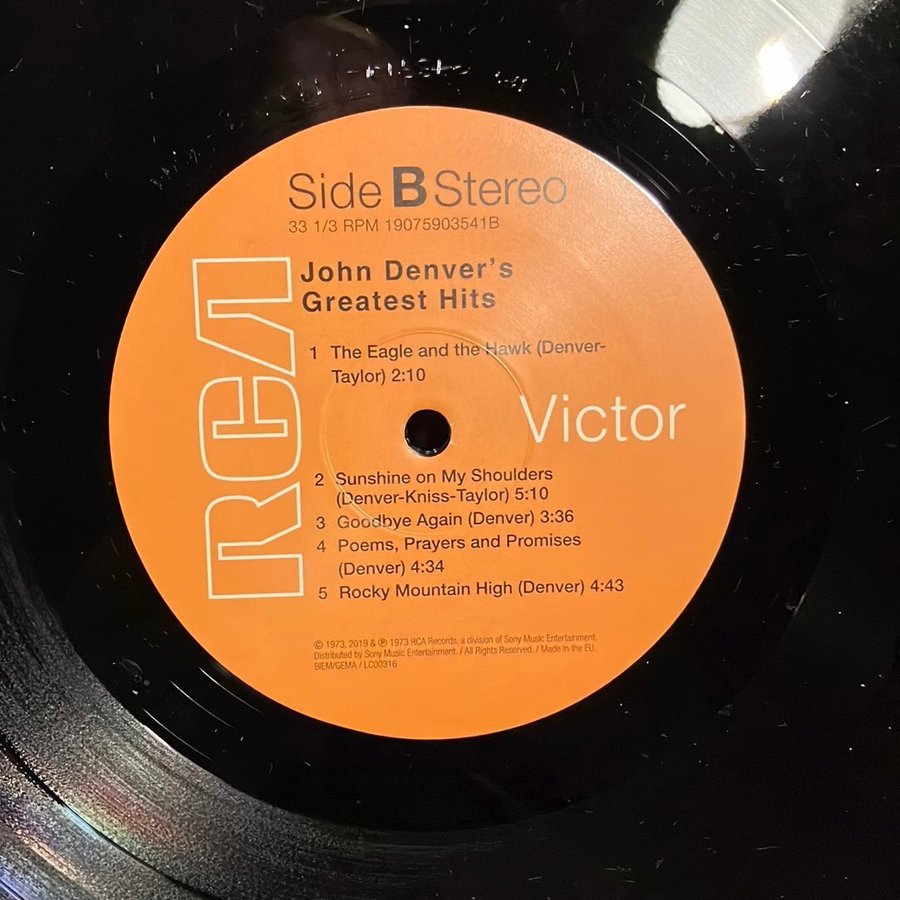 Side B Stereo
33 1/3 RPM 19075903541B
RCA
John Denver's
Greatest Hits
1 The Eagle and the Hawk (Denver-
Taylor) 2:10
Victor
2 Sunshine on My Shoulders
(Denver-Kniss-Taylor) 5:10
3 Goodbye Again (Denver) 3:36
4 Poems, Prayers and Promises
(Denver) 4:34
5 Rocky Mountain High (Denver) 4:43
© 1973, 2019 & ℗ 1973 RCA Records, a division of Sony Music Entertainment.
Distributed by Sony Music Entertainment. / All Rights Reserved. / Made in the EU.
BIEM/GEMA / LC00316